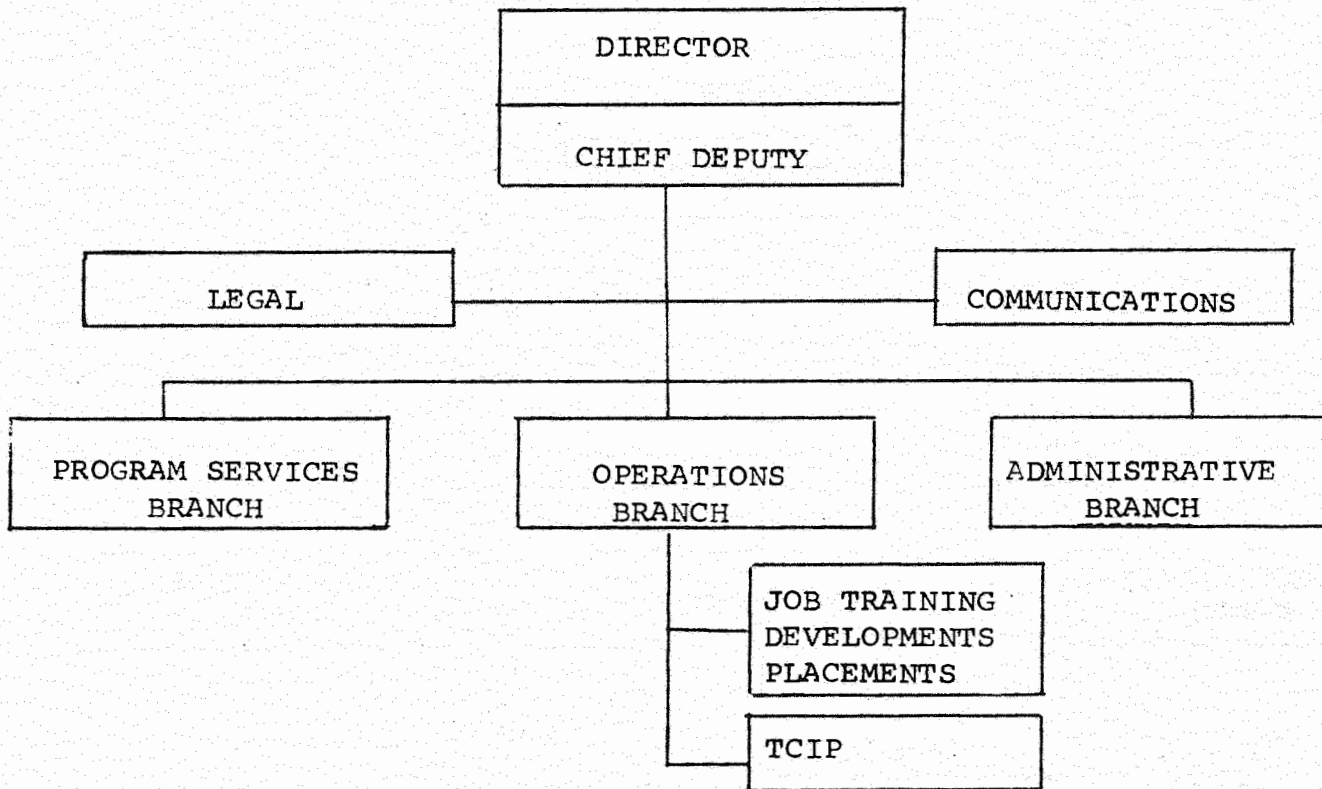 DIRECTOR
CHIEF DEPUTY
LEGAL
COMMUNICATIONS
PROGRAM SERVICES
BRANCH
OPERATIONS
BRANCH
ADMINISTRATIVE
BRANCH
JOB TRAINING
DEVELOPMENTS
PLACEMENTS
TCIP